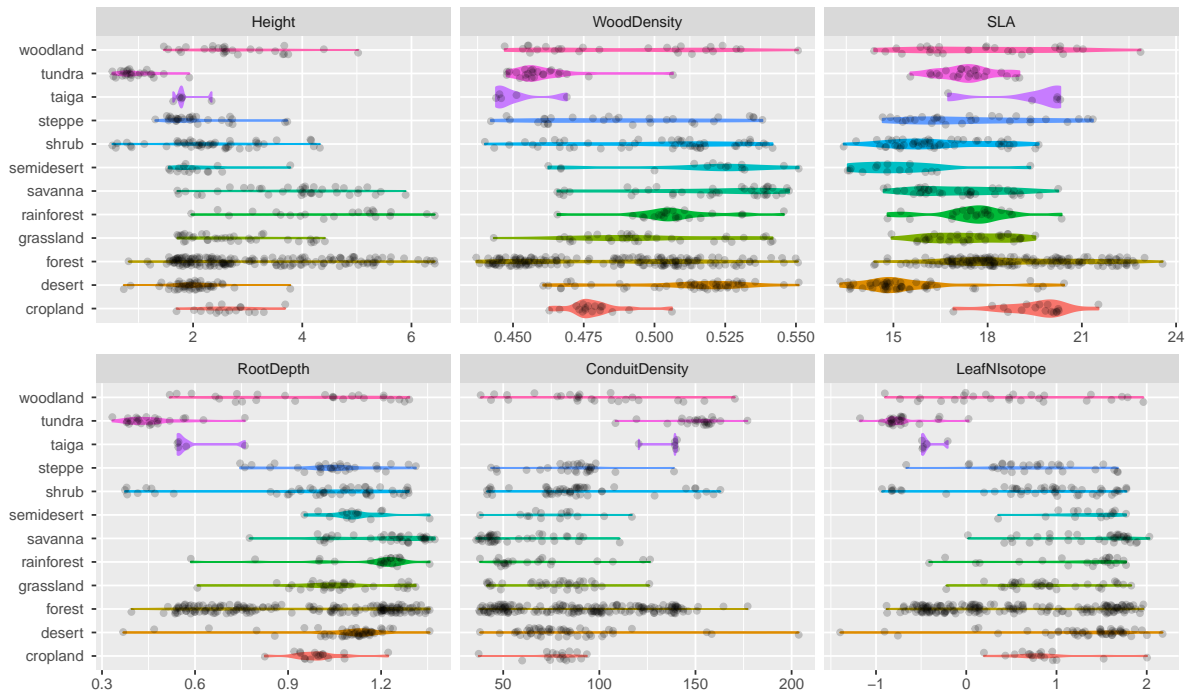 Height WoodDensity SLA
woodland
tundra
taiga
steppe
shrub
semidesert
savanna
rainforest
grassland
forest
desert
cropland
2 4 6 0.450 0.475 0.500 0.525 0.550 15 18 21 24
RootDepth ConduitDensity LeafNIsotope
woodland
tundra
taiga
steppe
shrub
semidesert
savanna
rainforest
grassland
forest
desert
cropland
0.3 0.6 0.9 1.2 50 100 150 200 −1 0 1 2